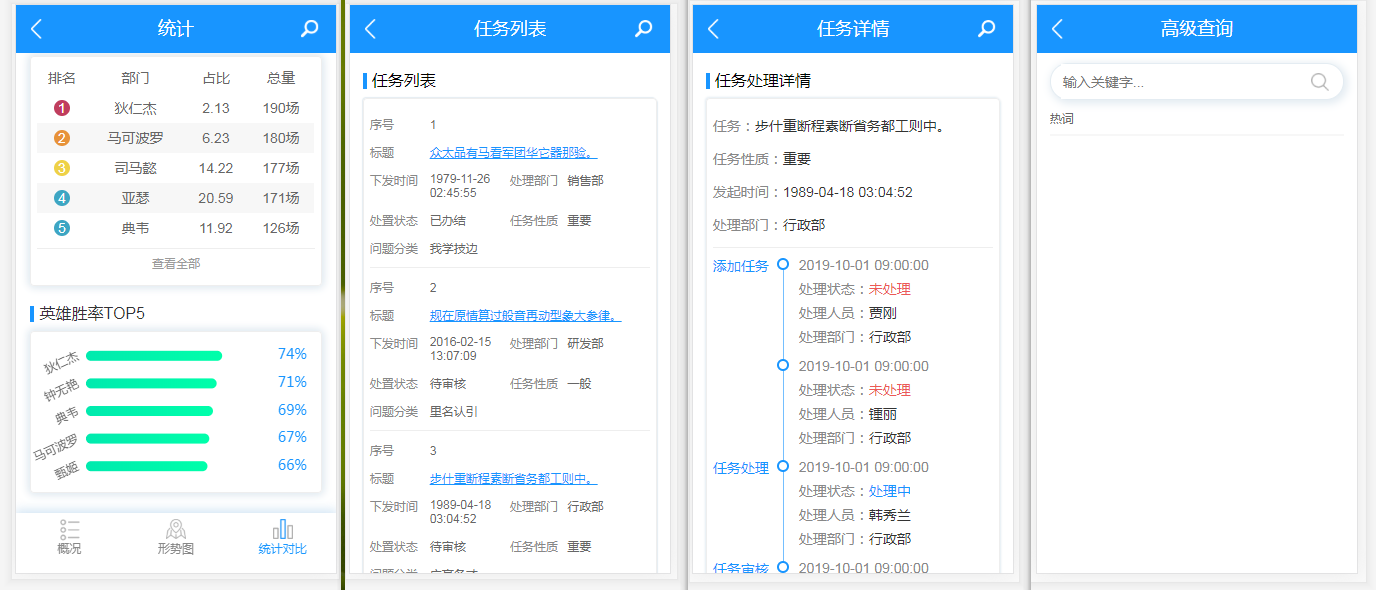 统计
排名 部门 占比 总量
1 狄仁杰 2.13 190场
2 马可波罗 6.23 180场
3 司马懿 14.22 177场
4 亚瑟 20.59 171场
5 典韦 11.92 126场
查看全部
英雄胜率TOP5
狄仁杰 74%
钟无艳 71%
典韦 69%
马可波罗 67%
甄姬 66%
概况 形势图 统计对比
任务列表
任务列表
序号 1
标题 众太品有马看军团华它器那验。
下发时间 1979-11-26 02:45:55 处理部门 销售部
处置状态 已办结 任务性质 重要
问题分类 我学技边
序号 2
标题 规在原情算过般音再动型象大参律。
下发时间 2016-02-15 13:07:09 处理部门 研发部
处置状态 待审核 任务性质 一般
问题分类 里名认引
序号 3
标题 步什重断程素断省务都工则中。
下发时间 1989-04-18 03:04:52 处理部门 行政部
处置状态 待审核 任务性质 重要
任务详情
任务处理详情
任务：步什重断程素断省务都工则中。
任务性质：重要
发起时间：1989-04-18 03:04:52
处理部门：行政部
添加任务 2019-10-01 09:00:00
处理状态：未处理
处理人员：贾刚
处理部门：行政部
2019-10-01 09:00:00
处理状态：未处理
处理人员：锺丽
处理部门：行政部
任务处理 2019-10-01 09:00:00
处理状态：处理中
处理人员：韩秀兰
处理部门：行政部
任务审核 2019-10-01 09:00:00
高级查询
输入关键字...
热词